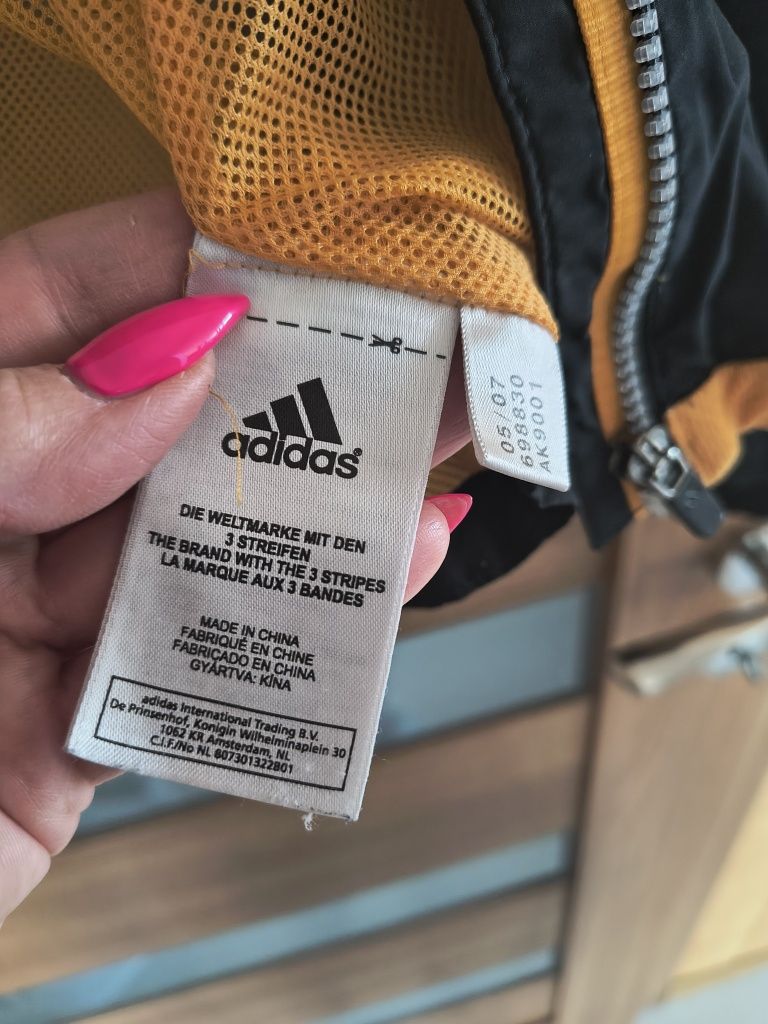 adidas
DIE WELTMARKE MIT DEN
3 STREIFEN
THE BRAND WITH THE 3 STRIPES
LA MARQUE AUX 3 BANDES
MADE IN CHINA
FABRIQUÉ EN CHINE
FABRICADO EN CHINA
GYÁRTVA: KÍNA
adidas International Trading B.V.
De Prinsenhof, Konigin Wilhelminaplein 30
1062 KR Amsterdam, NL
C.I.F./No NL 807301322B01
05/07
698830
AK9001